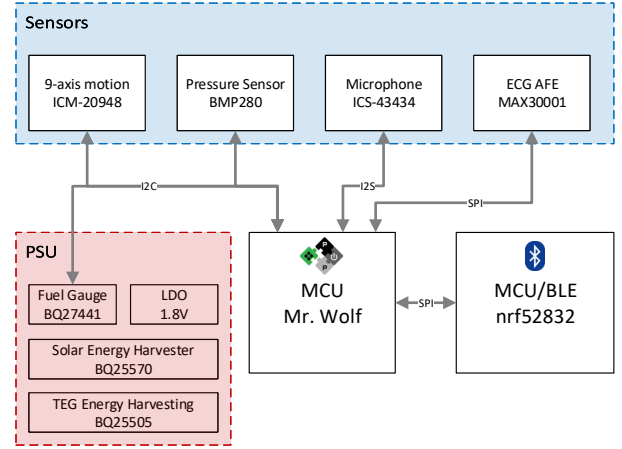 Sensors
9-axis motion
ICM-20948
Pressure Sensor
BMP280
Microphone
ICS-43434
ECG AFE
MAX30001
I2C
I2S
SPI
PSU
Fuel Gauge
BQ27441
LDO
1.8V
Solar Energy Harvester
BQ25570
TEG Energy Harvesting
BQ25505
P
U
L
P
MCU
Mr. Wolf
SPI
MCU/BLE
nrf52832